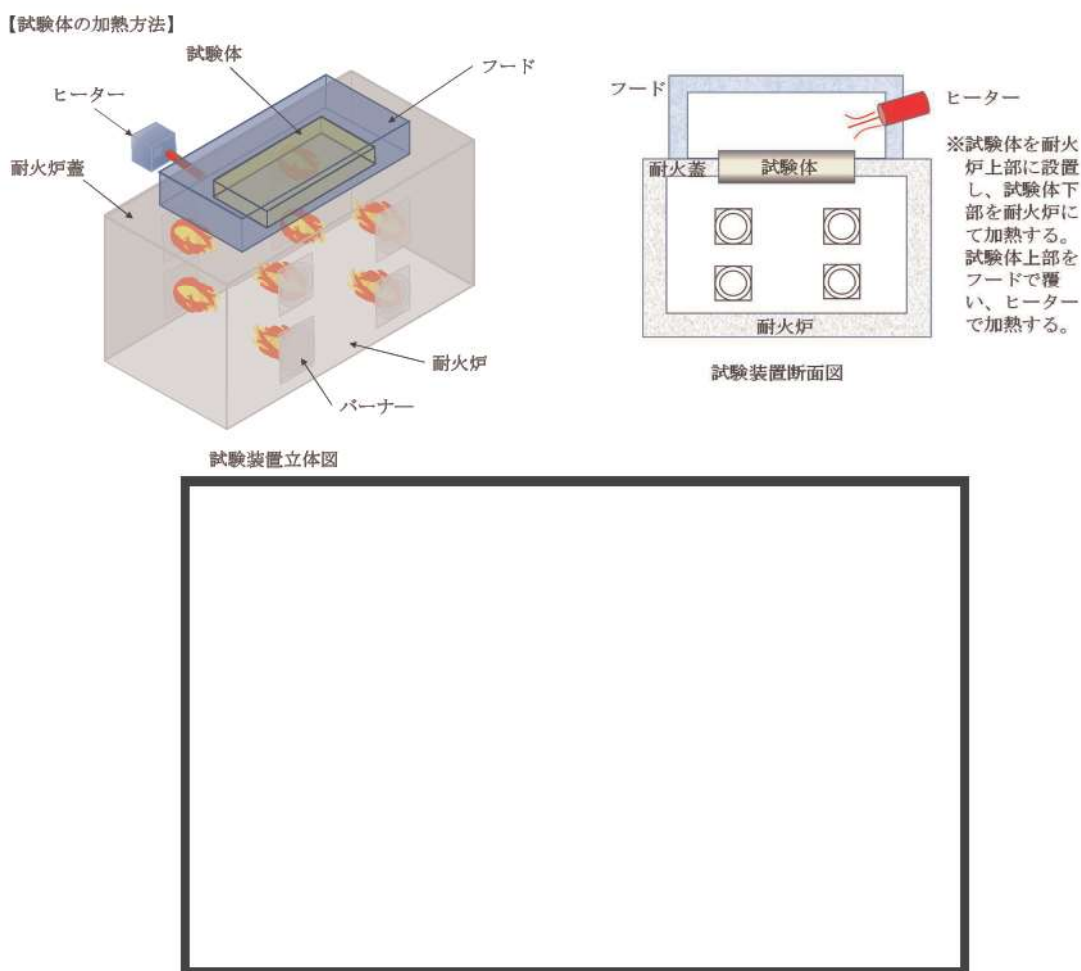 【試験体の加熱方法】
試験体
フード
ヒーター
耐火炉蓋
耐火炉
バーナー
試験装置立体図
フード
ヒーター
耐火蓋
試験体
※試験体を耐火
炉上部に設置
し、試験体下
部を耐火炉に
て加熱する。
試験体上部を
フードで覆
い、ヒーター
で加熱する。
耐火炉
試験装置断面図